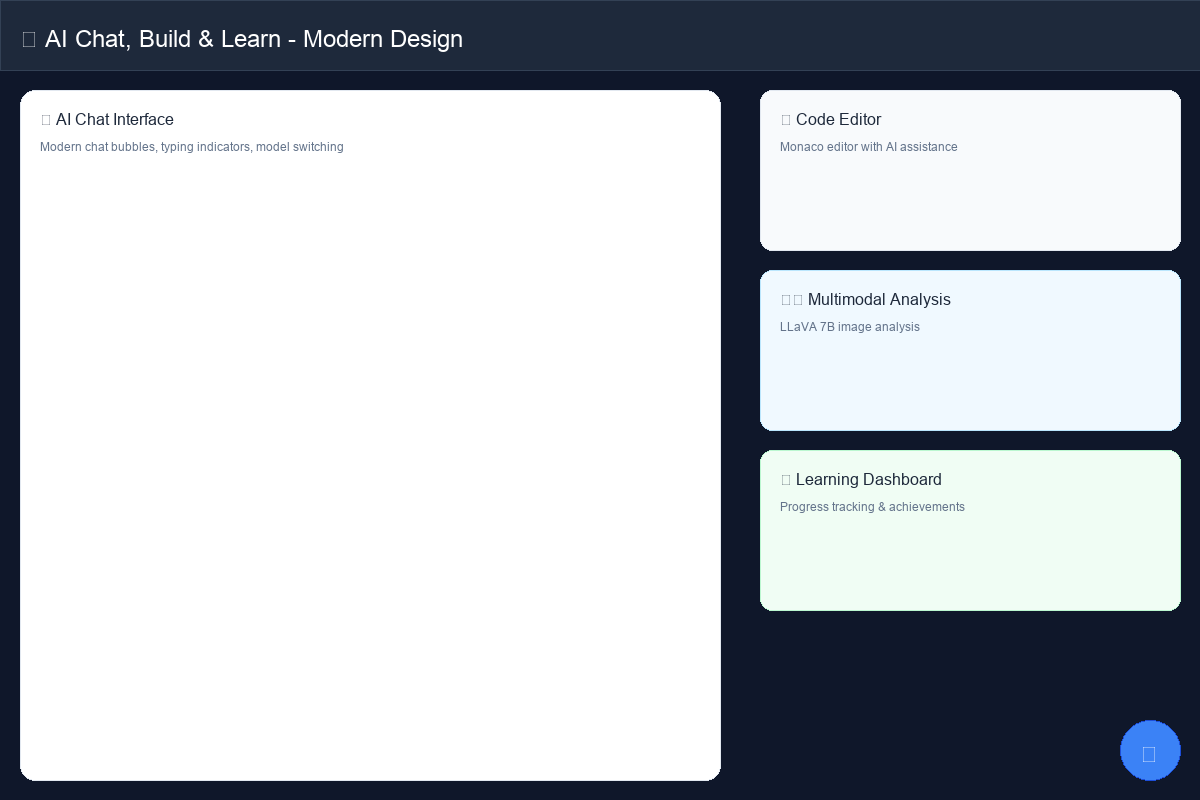 AI Chat, Build & Learn - Modern Design
AI Chat Interface
Modern chat bubbles, typing indicators, model switching
Code Editor
Monaco editor with AI assistance
Multimodal Analysis
LLaVA 7B image analysis
Learning Dashboard
Progress tracking & achievements